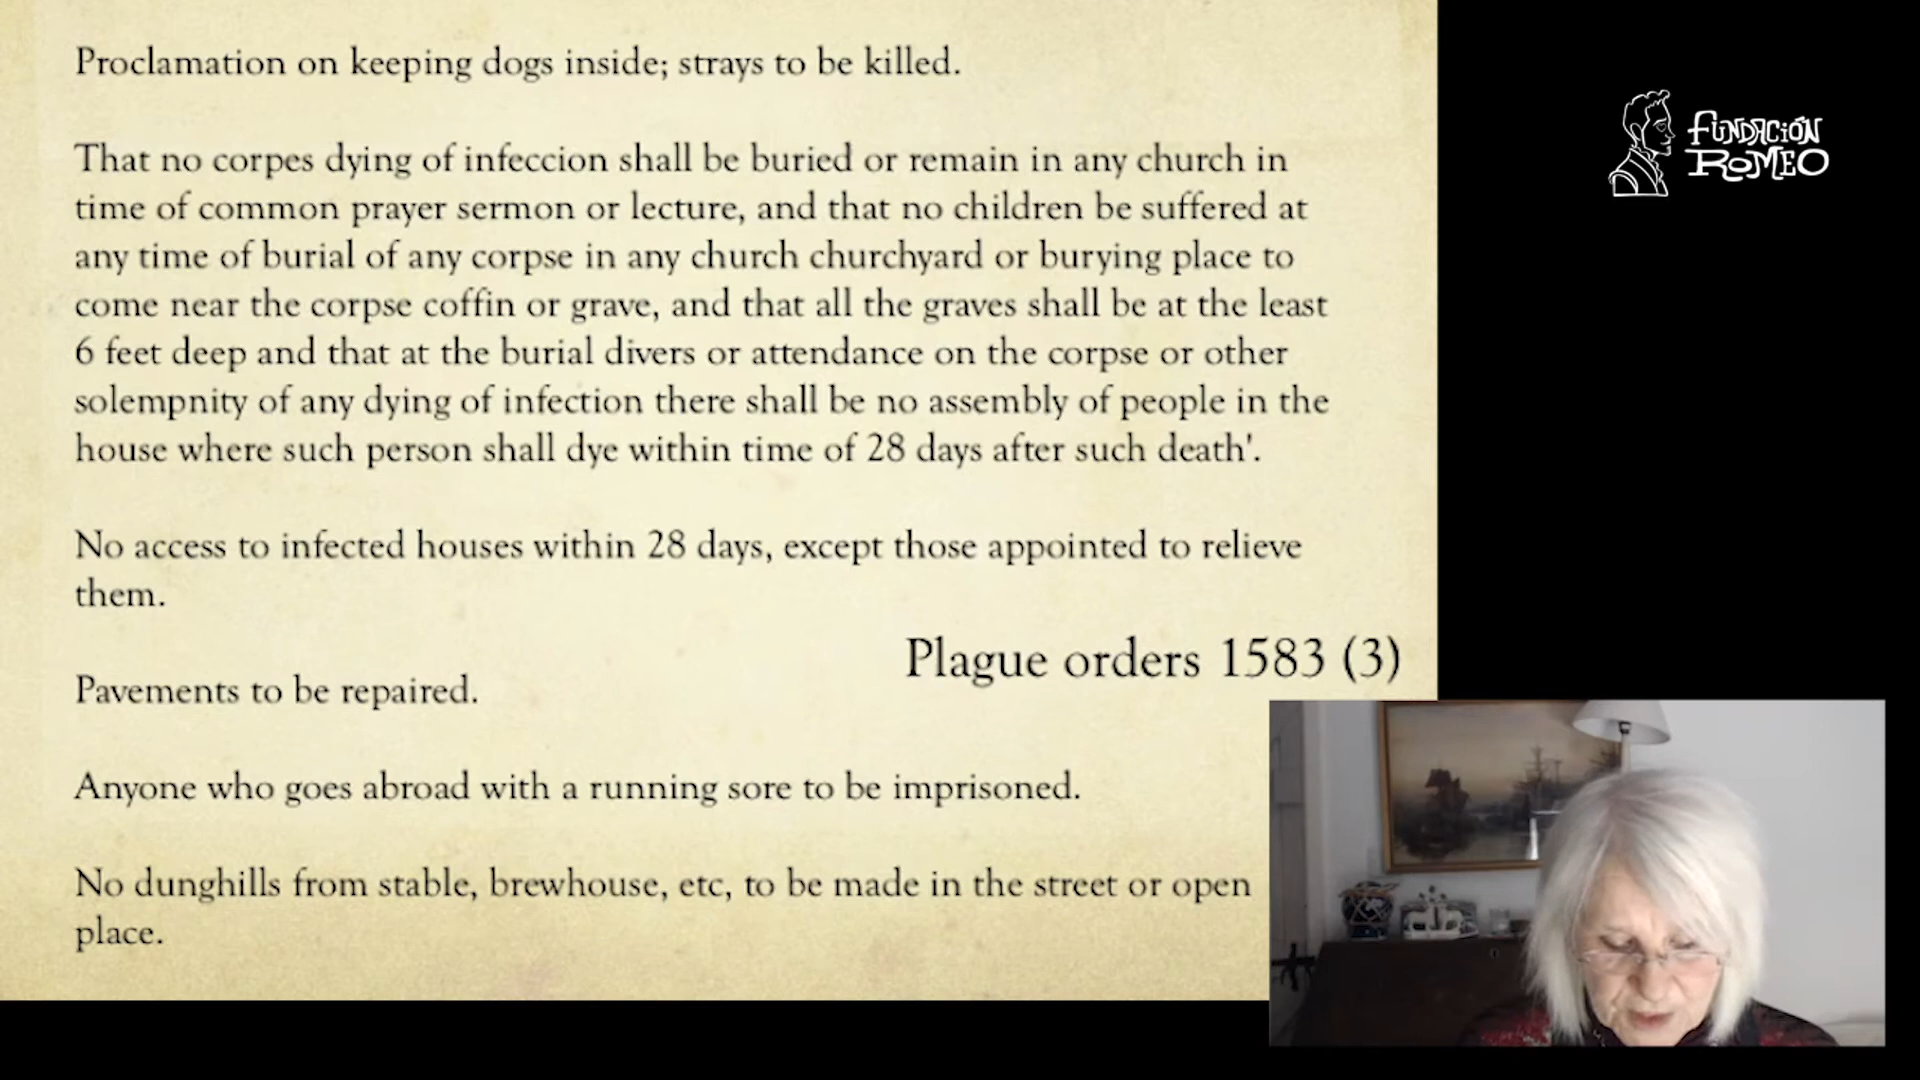 Proclamation on keeping dogs inside; strays to be killed.
That no corpes dying of infeccion shall be buried or remain in any church in
time of common prayer sermon or lecture, and that no children be suffered at
any time of burial of any corpse in any church churchyard or burying place to
come near the corpse coffin or grave, and that all the graves shall be at the least
6 feet deep and that at the burial divers or attendance on the corpse or other
solempnity of any dying of infection there shall be no assembly of people in the
house where such person shall dye within time of 28 days after such death'.
No access to infected houses within 28 days, except those appointed to relieve
them.
Pavements to be repaired.
Anyone who goes abroad with a running sore to be imprisoned.
No dunghills from stable, brewhouse, etc, to be made in the street or open
place.
Plague orders 1583 (3)
FUNDACIÓN
ROMEO